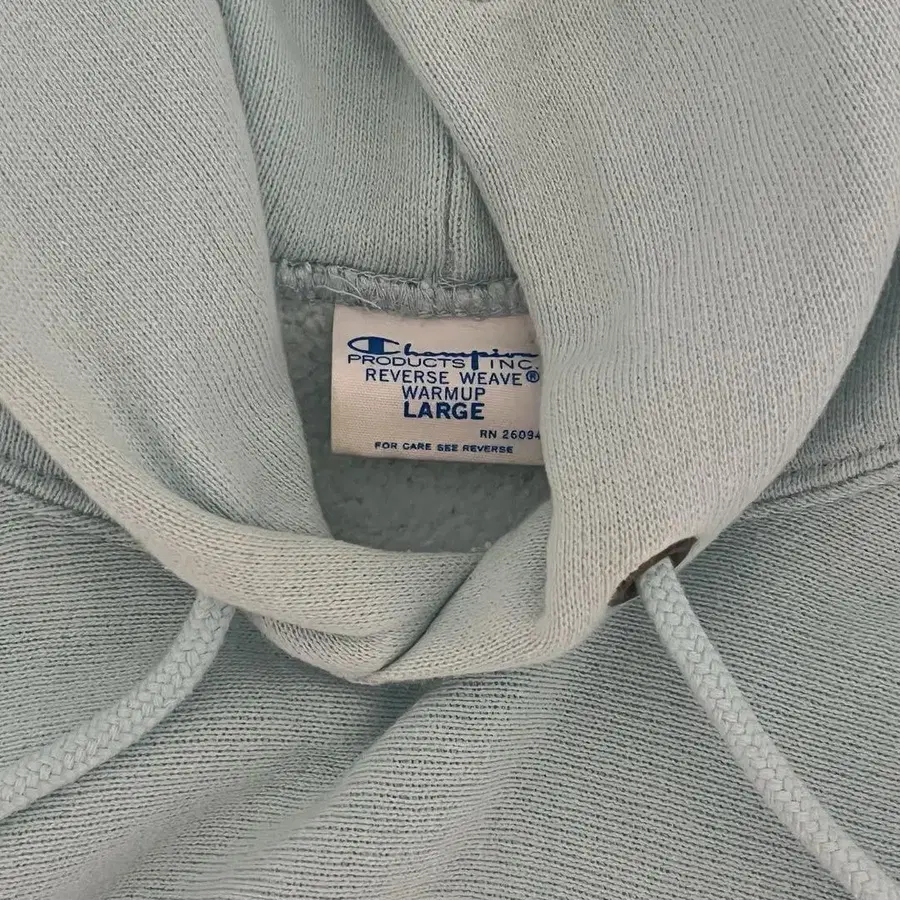 Champion
PRODUCTS INC.
REVERSE WEAVE®
WARMUP
LARGE
RN 26094
FOR CARE SEE REVERSE